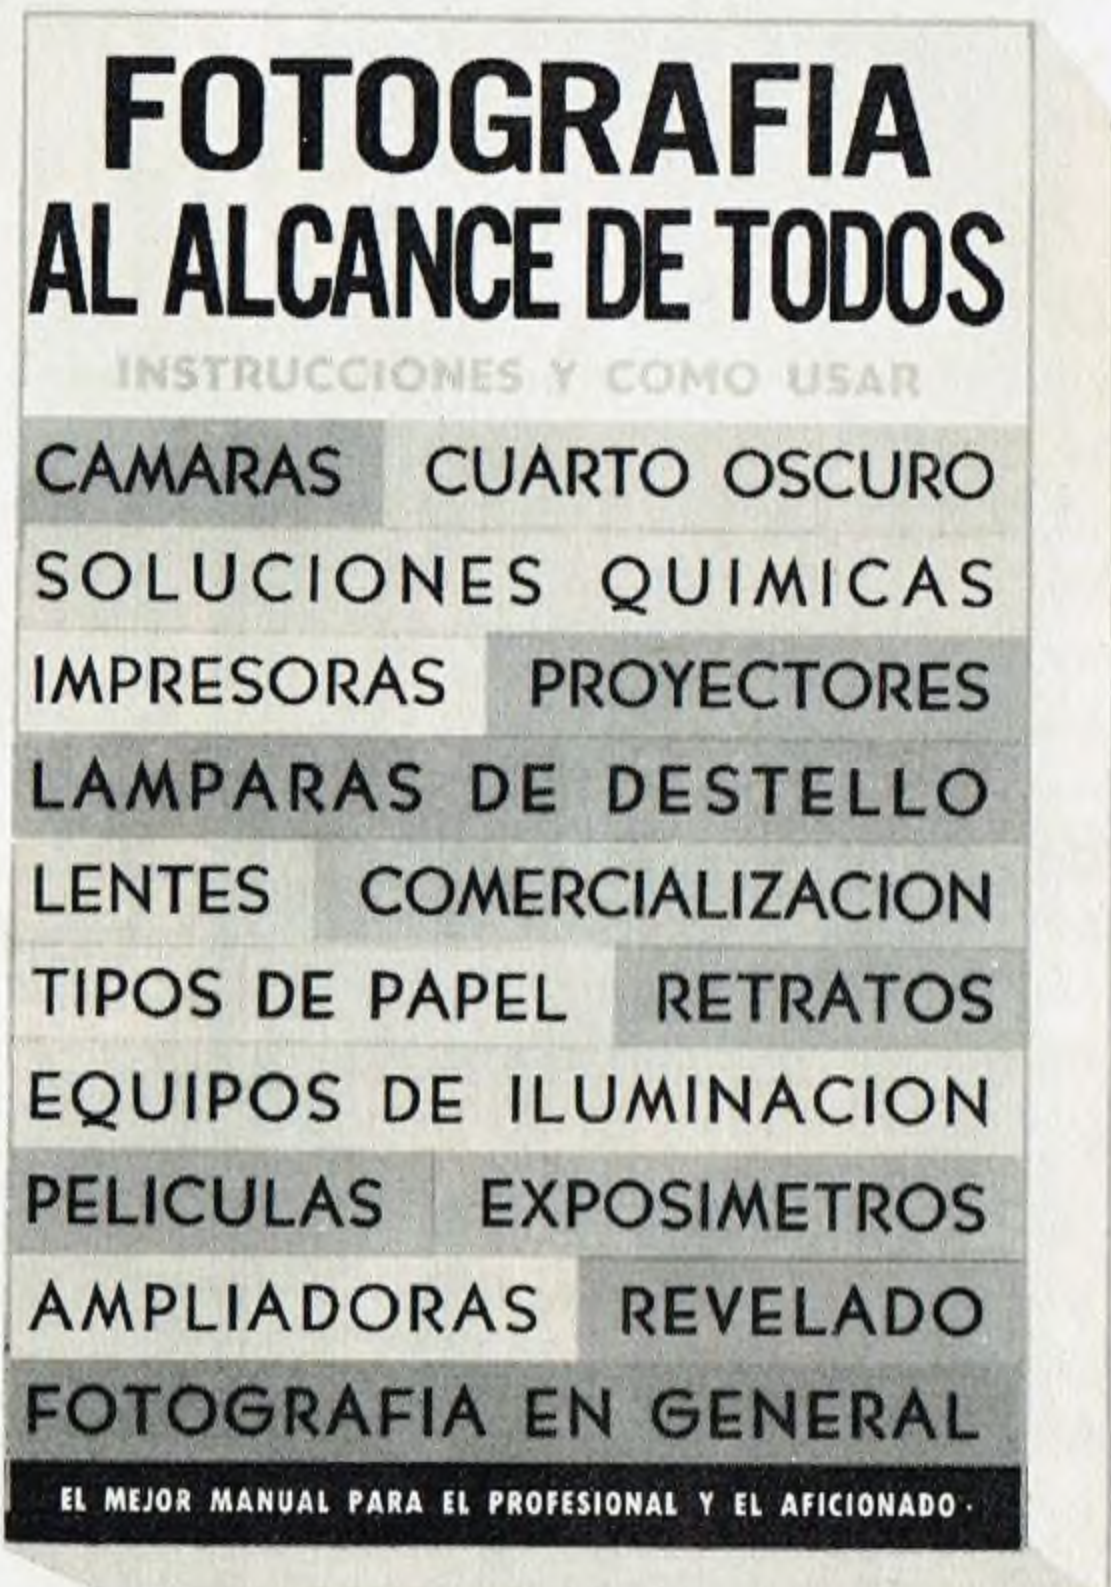 FOTOGRAFIA
AL ALCANCE DE TODOS
INSTRUCCIONES Y COMO USAR
CAMARAS CUARTO OSCURO
SOLUCIONES QUIMICAS
IMPRESORAS PROYECTORES
LAMPARAS DE DESTELLO
LENTES COMERCIALIZACION
TIPOS DE PAPEL RETRATOS
EQUIPOS DE ILUMINACION
PELICULAS EXPOSIMETROS
AMPLIADORAS REVELADO
FOTOGRAFIA EN GENERAL
EL MEJOR MANUAL PARA EL PROFESIONAL Y EL AFICIONADO.